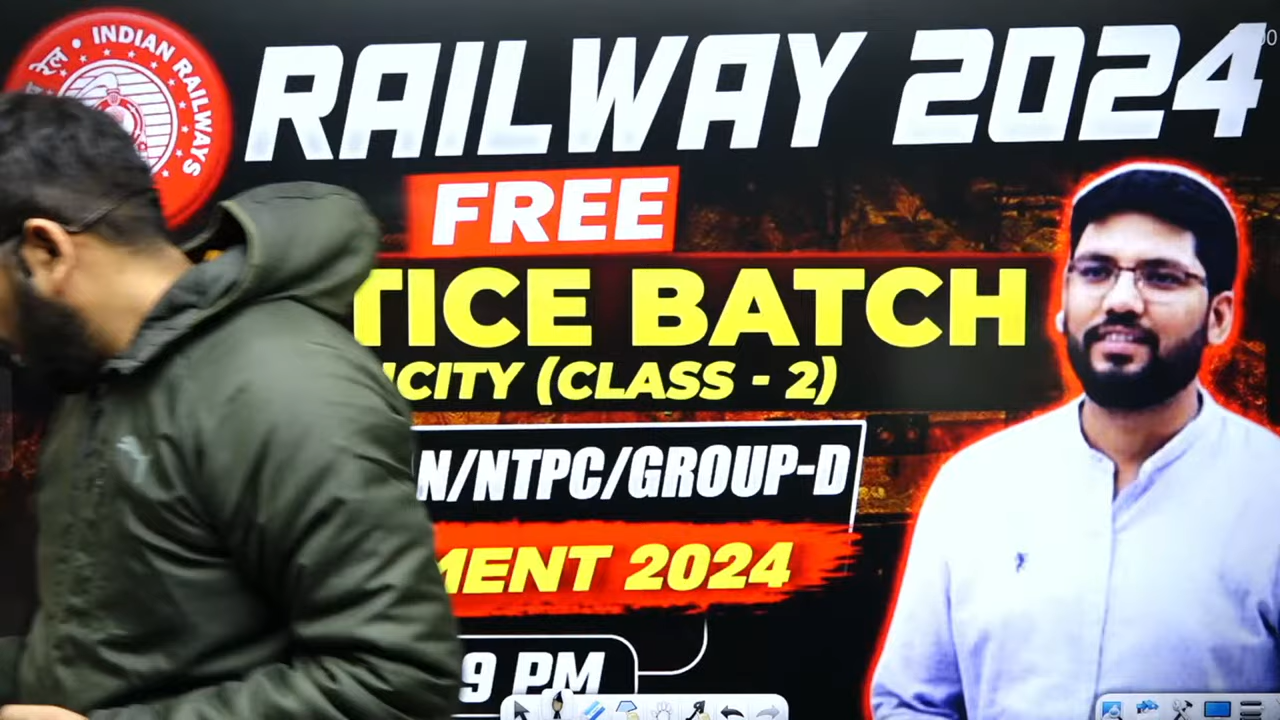 INDIAN RAILWAYS
रेल
RAILWAY 2024
FREE
TICE BATCH
ICITY (CLASS - 2)
N/NTPC/GROUP-D
MENT 2024
9 PM